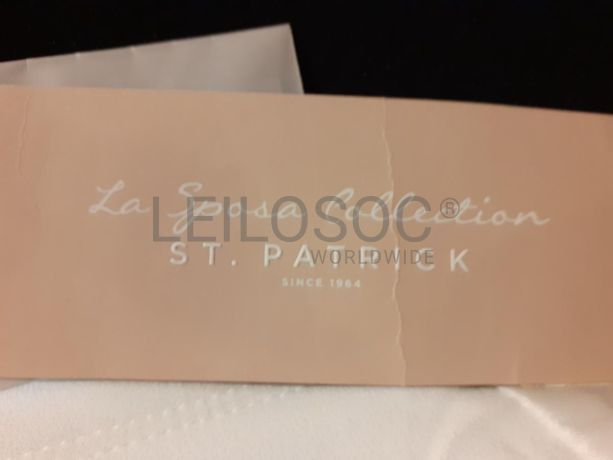 La Sposa Collection
LEILOSOC®
WORLDWIDE
ST. PATRICK
SINCE 1964